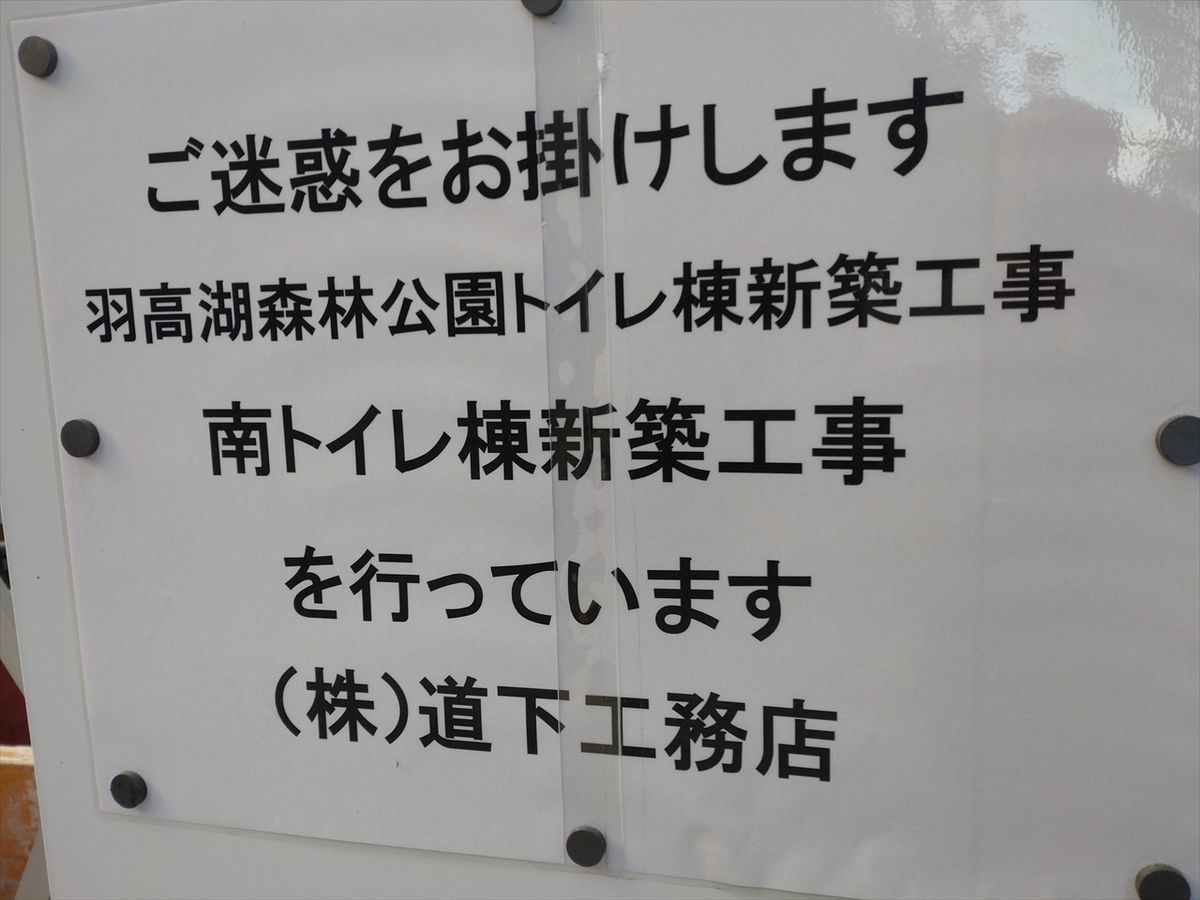 ご迷惑をお掛けします
羽高湖森林公園トイレ棟新築工事
南トイレ棟新築工事
を行っています
（株）道下工務店